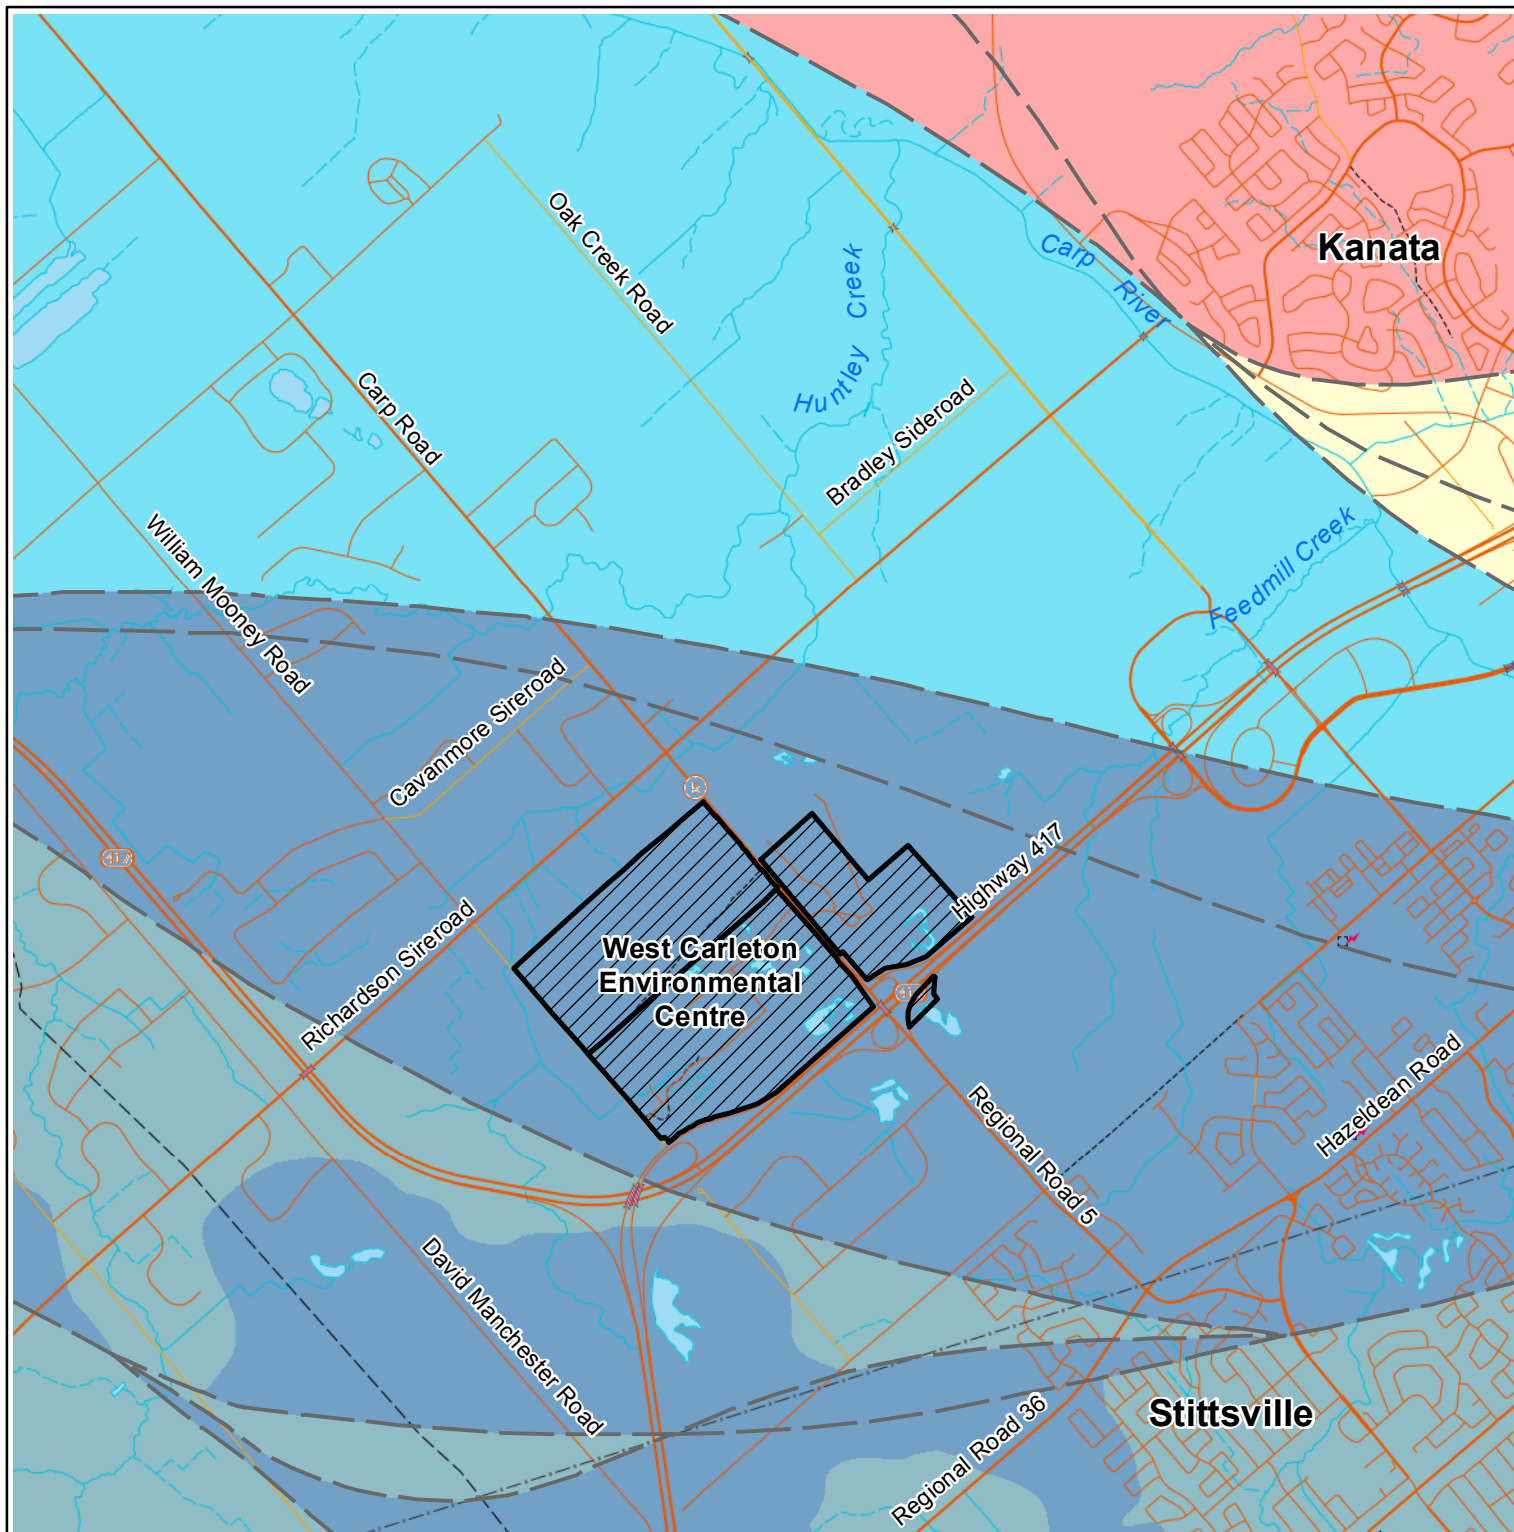 Kanata
Carp
River
Oak Creek Road
Huntley Creek
Carp Road
Bradley Sideroad
William Mooney Road
Feedmill Creek
Cavanmore Sireroad
5
417
Highway 417
Richardson Sireroad
West Carleton
Environmental
Centre
Regional Road 5
Hazeldean Road
David Manchester Road
Stittsville
Regional Road 36